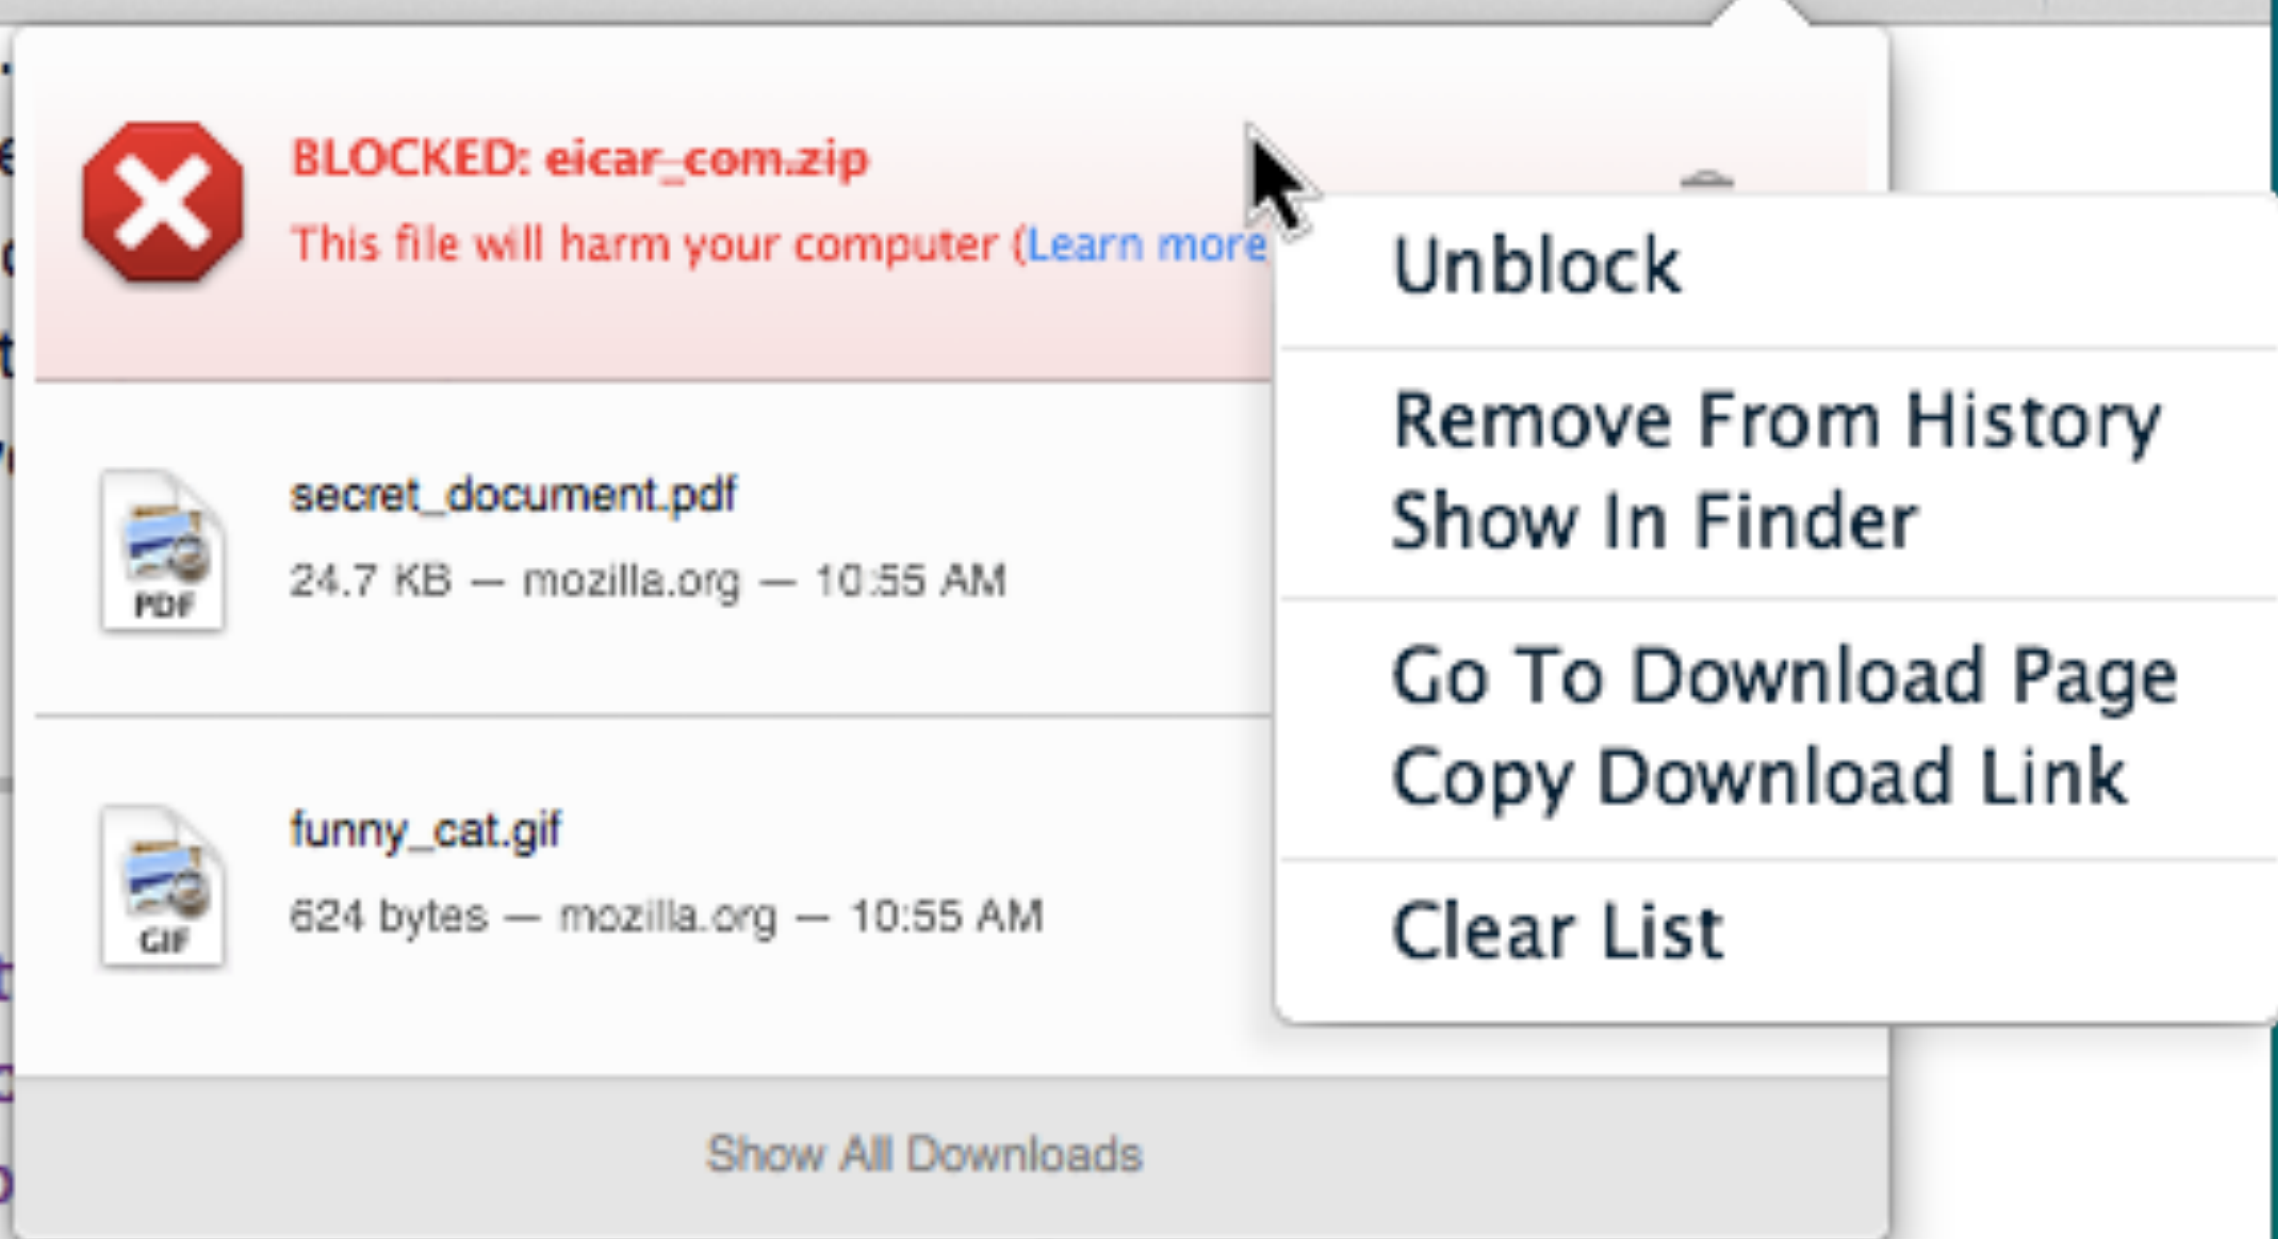 BLOCKED: eicar_com.zip
This file will harm your computer (Learn more
secret_document.pdf
24.7 KB — mozilla.org — 10:55 AM
PDF
funny_cat.gif
624 bytes — mozilla.org — 10:55 AM
GIF
Show All Downloads
Unblock
Remove From History
Show In Finder
Go To Download Page
Copy Download Link
Clear List